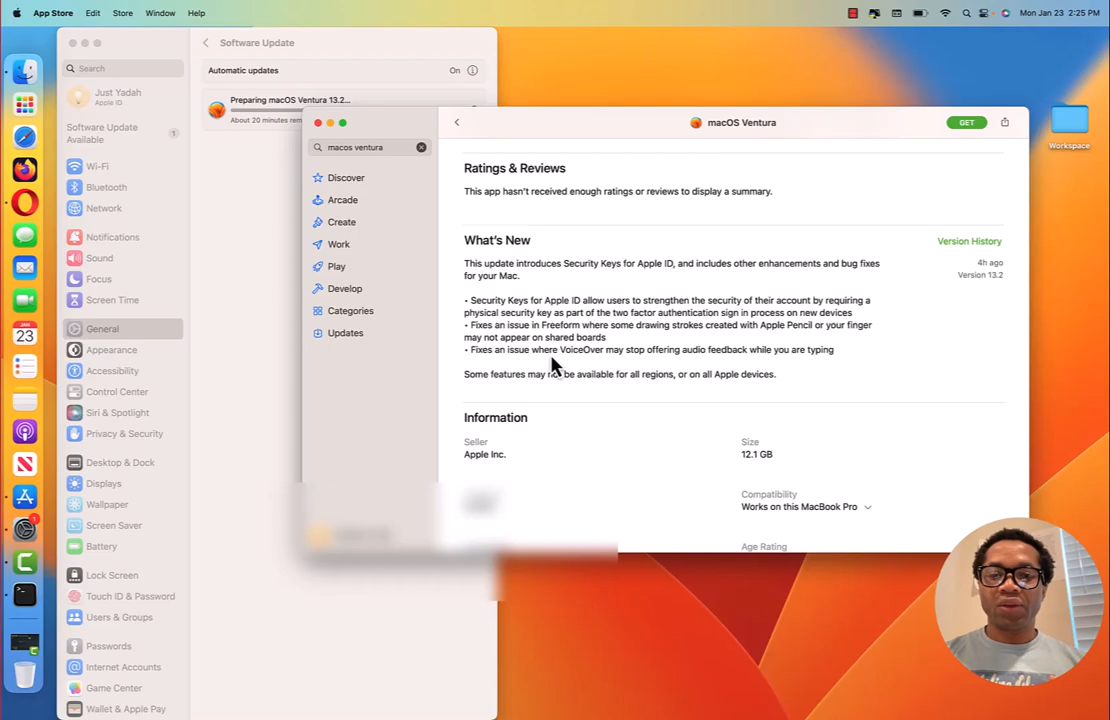 App Store Edit Store Window Help
Mon Jan 23 2:25 PM
Search
Just Yadah
Apple ID
Software Update
Available
1
Wi-Fi
Bluetooth
Network
Notifications
Sound
Focus
Screen Time
General
Appearance
Accessibility
Control Center
Siri & Spotlight
Privacy & Security
Desktop & Dock
Displays
Wallpaper
Screen Saver
Battery
Lock Screen
Touch ID & Password
Users & Groups
Passwords
Internet Accounts
Game Center
Wallet & Apple Pay
JAN
23
1
Software Update
Automatic updates On
Preparing macOS Ventura 13.2...
About 20 minutes rem
macos ventura
Discover
Arcade
Create
Work
Play
Develop
Categories
Updates
macOS Ventura
GET
Ratings & Reviews
This app hasn't received enough ratings or reviews to display a summary.
What's New
Version History
This update introduces Security Keys for Apple ID, and includes other enhancements and bug fixes
for your Mac.
4h ago
Version 13.2
• Security Keys for Apple ID allow users to strengthen the security of their account by requiring a
physical security key as part of the two factor authentication sign in process on new devices
• Fixes an issue in Freeform where some drawing strokes created with Apple Pencil or your finger
may not appear on shared boards
• Fixes an issue where VoiceOver may stop offering audio feedback while you are typing
Some features may not be available for all regions, or on all Apple devices.
Information
Seller
Apple Inc.
Size
12.1 GB
Compatibility
Works on this MacBook Pro
Age Rating
Workspace